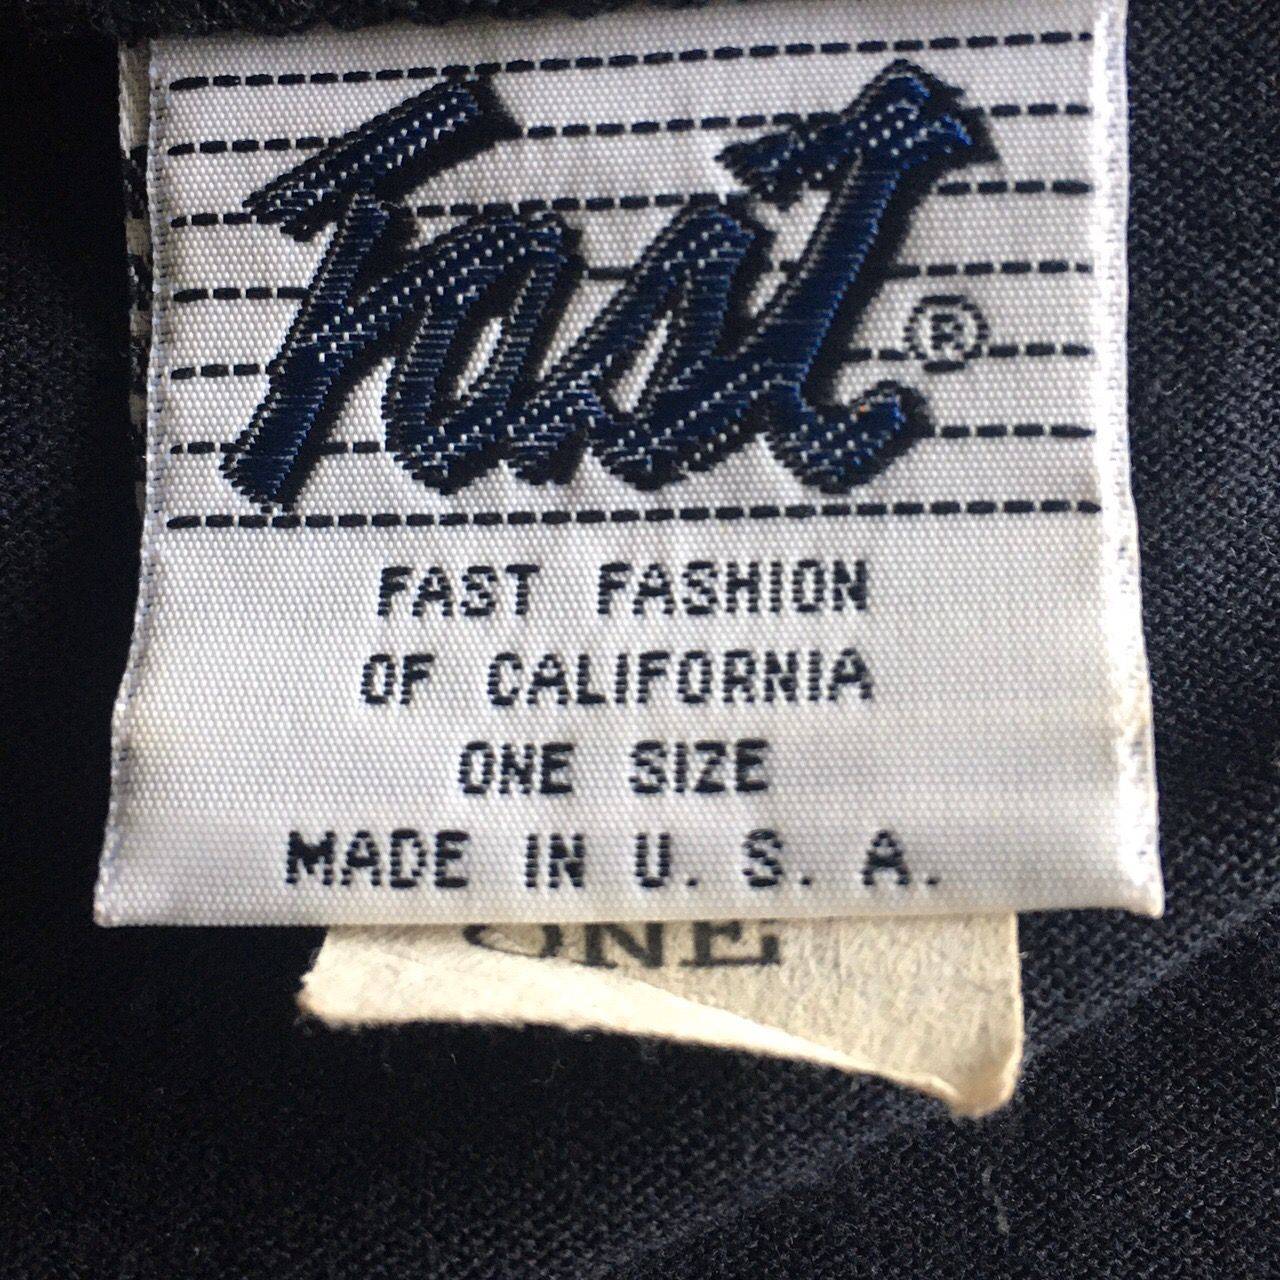 Fast ®
FAST FASHION
OF CALIFORNIA
ONE SIZE
MADE IN U. S. A.
ONE